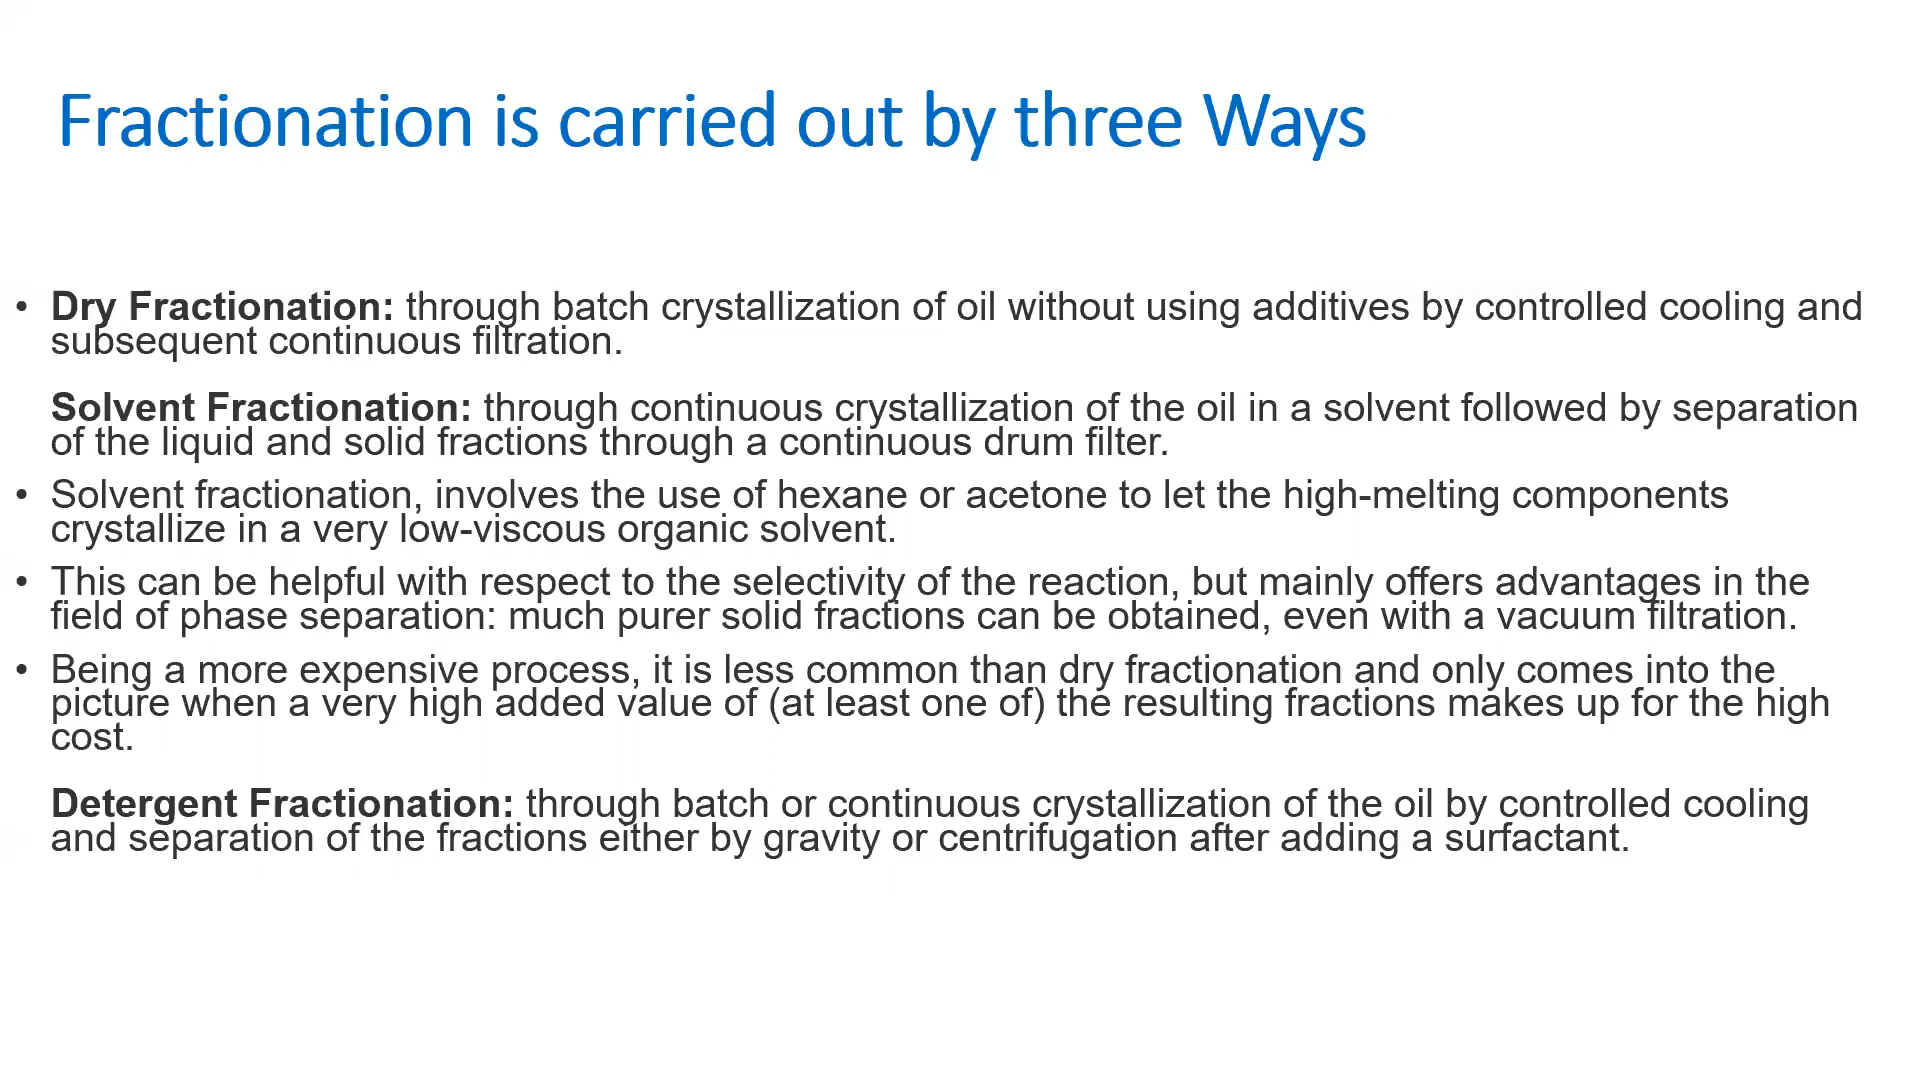 Fractionation is carried out by three Ways
• Dry Fractionation: through batch crystallization of oil without using additives by controlled cooling and
subsequent continuous filtration.
Solvent Fractionation: through continuous crystallization of the oil in a solvent followed by separation
of the liquid and solid fractions through a continuous drum filter.
• Solvent fractionation, involves the use of hexane or acetone to let the high-melting components
crystallize in a very low-viscous organic solvent.
• This can be helpful with respect to the selectivity of the reaction, but mainly offers advantages in the
field of phase separation: much purer solid fractions can be obtained, even with a vacuum filtration.
• Being a more expensive process, it is less common than dry fractionation and only comes into the
picture when a very high added value of (at least one of) the resulting fractions makes up for the high
cost.
Detergent Fractionation: through batch or continuous crystallization of the oil by controlled cooling
and separation of the fractions either by gravity or centrifugation after adding a surfactant.